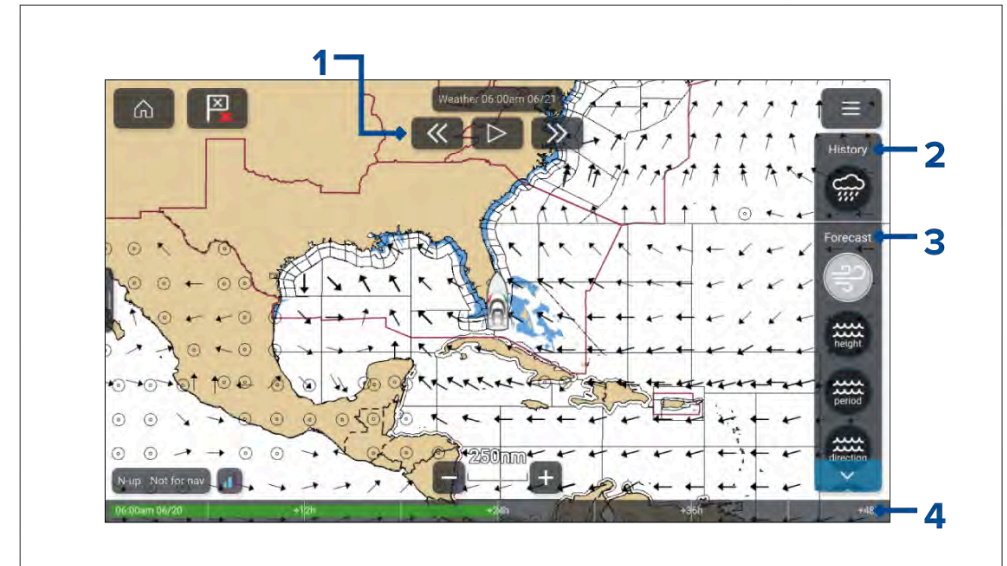 1
Weather 06:00am 06/21
History
2
Forecast
3
height
period
direction
250nm
N-up Not for nav
06:00am 06/20 +12h +24h +36h +48
4